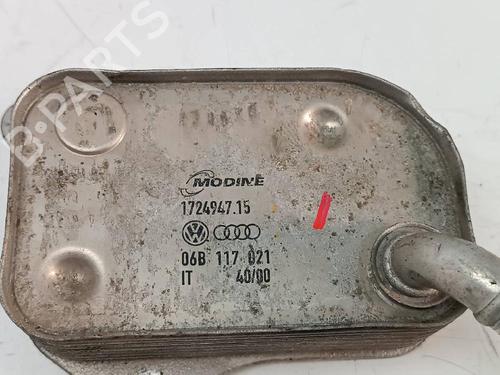 B-PARTS
MODINE
1724947.15
06B 117 021
IT 40/00